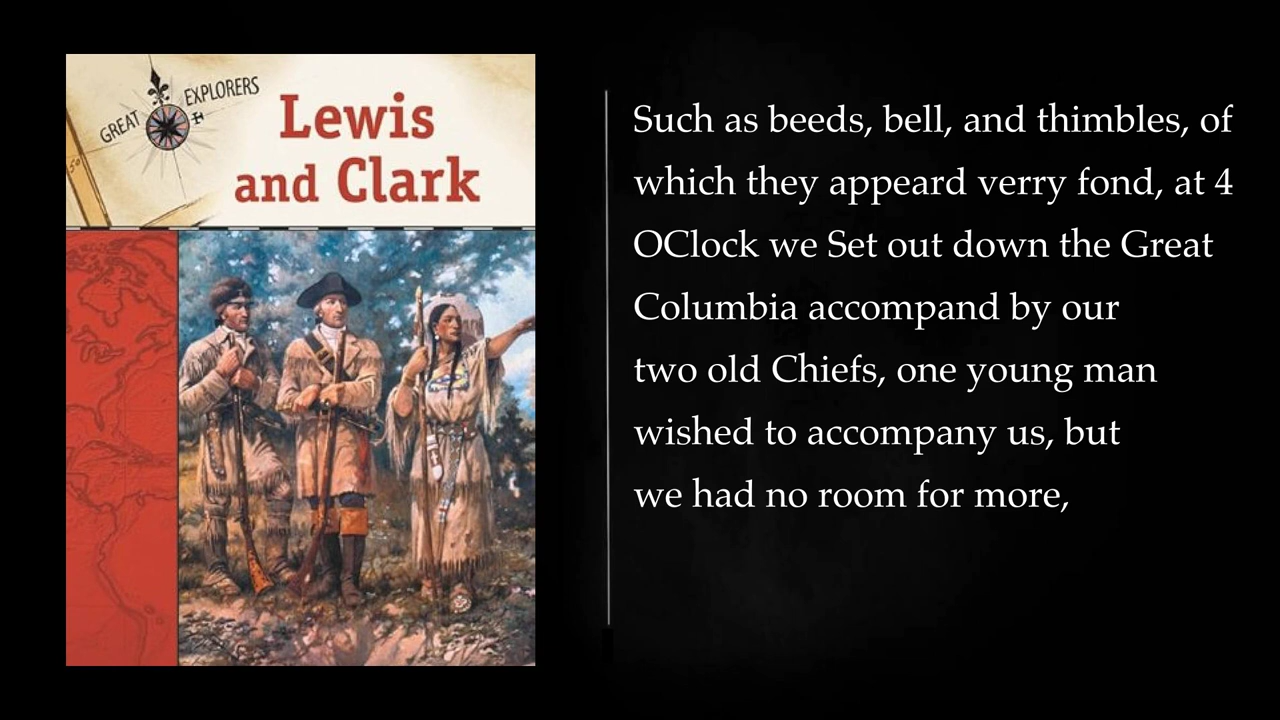 GREAT EXPLORERS
Lewis
and Clark
50
Such as beeds, bell, and thimbles, of
which they appeard verry fond, at 4
OClock we Set out down the Great
Columbia accompand by our
two old Chiefs, one young man
wished to accompany us, but
we had no room for more,